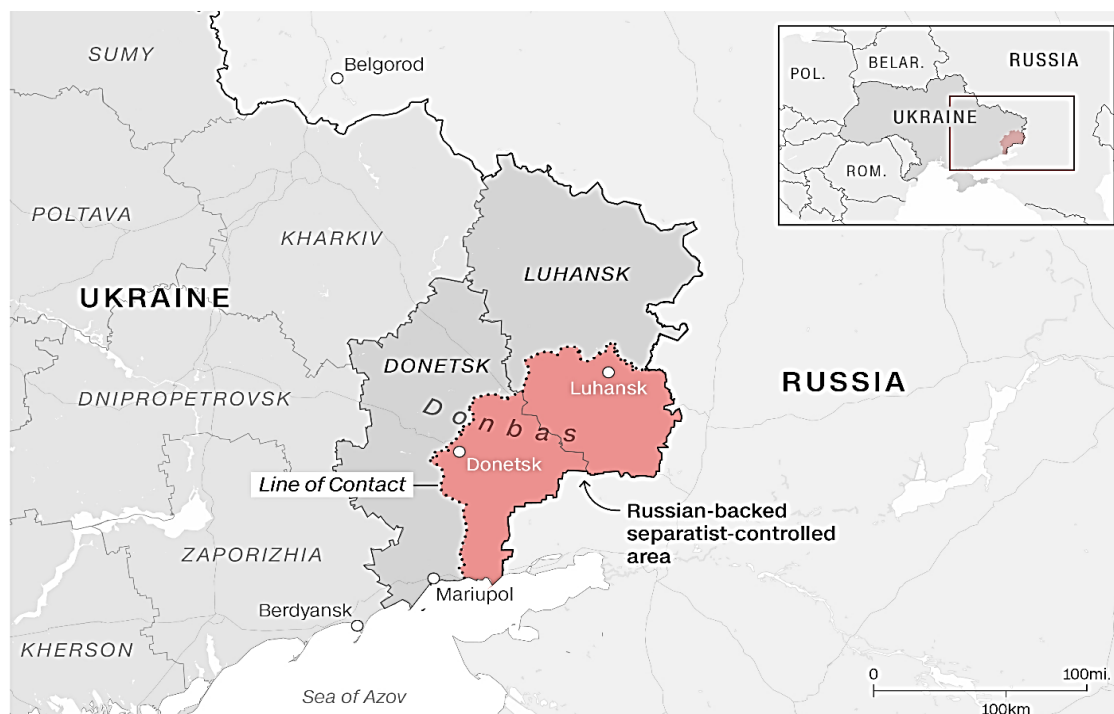 SUMY
Belgorod
POLTAVA
KHARKIV
UKRAINE
LUHANSK
DONETSK
DNIPROPETROVSK
RUSSIA
Luhansk
Donbas
Donetsk
Line of Contact
Russian-backed
separatist-controlled
area
ZAPORIZHIA
Mariupol
Berdyansk
KHERSON
Sea of Azov
0
100mi.
100km
POL.
BELAR.
RUSSIA
UKRAINE
ROM.